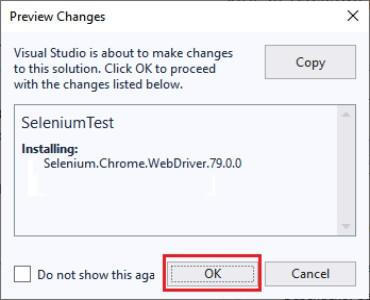 Preview Changes
Visual Studio is about to make changes
to this solution. Click OK to proceed
with the changes listed below.
Copy
SeleniumTest
Installing:
Selenium.Chrome.WebDriver.79.0.0
Do not show this aga
OK
Cancel